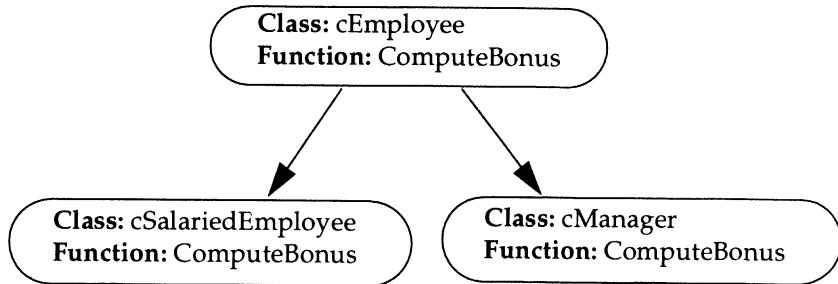 Class: cEmployee
Function: ComputeBonus
Class: cSalariedEmployee
Function: ComputeBonus
Class: cManager
Function: ComputeBonus